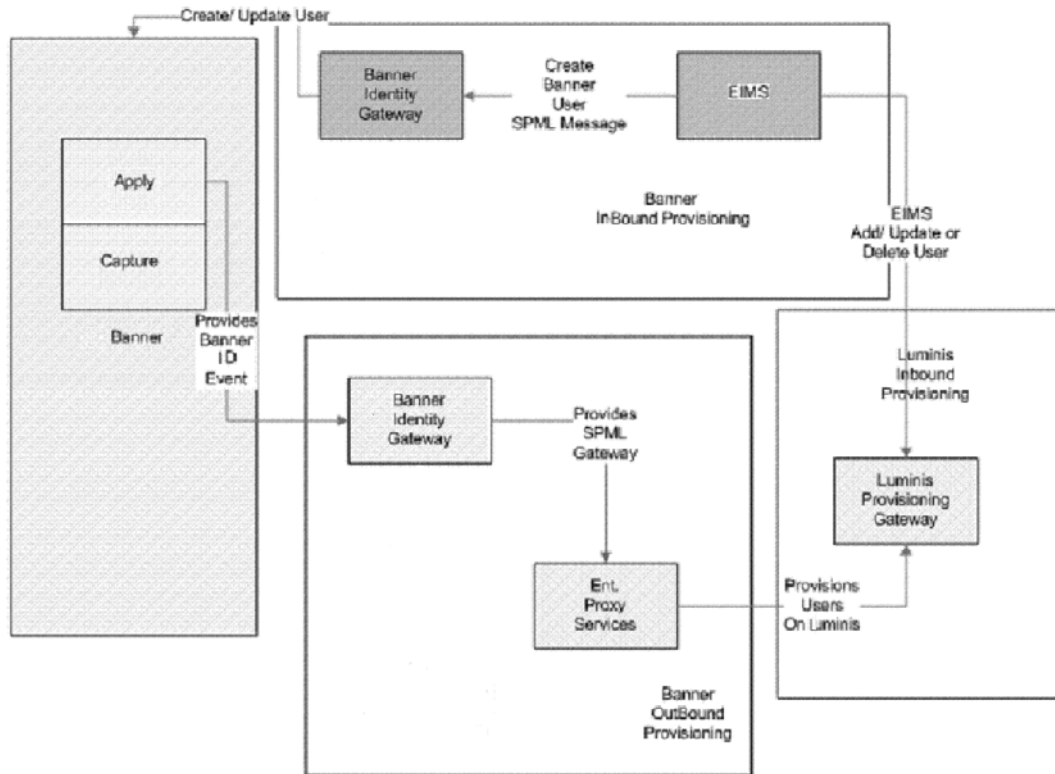 Create/ Update User
Banner
Identity
Gateway
Create
Banner
User
SPML Message
EIMS
Banner
InBound Provisioning
EIMS
Add/ Update or
Delete User
Apply
Capture
Banner
Provides
Banner
ID
Event
Banner
Identity
Gateway
Provides
SPML
Gateway
Ent.
Proxy
Services
Banner
OutBound
Provisioning
Luminis
Inbound
Provisioning
Luminis
Provisioning
Gateway
Provisions
Users
On Luminis